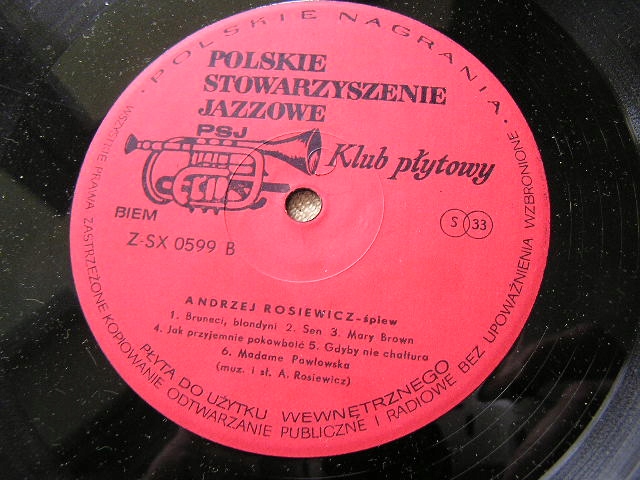 · POLSKIE NAGRANIA ·
POLSKIE
STOWARZYSZENIE
JAZZOWE
PSJ
Klub płytowy
BIEM
S 33
Z-SX 0599 B
ANDRZEJ ROSIEWICZ-śpiew
1. Bruneci, blondyni 2. Sen 3. Mary Brown
4. Jak przyjemnie pokowboić 5. Gdyby nie chałtura
6. Madame Pawłowska
(muz. i sł. A. Rosiewicz)
PŁYTA DO UŻYTKU WEWNĘTRZNEGO
WSZYSTKIE PRAWA ZASTRZEŻONE KOPIOWANIE ODTWARZANIE PUBLICZNE I RADIOWE BEZ UPOWAŻNIENIA WZBRONIONE